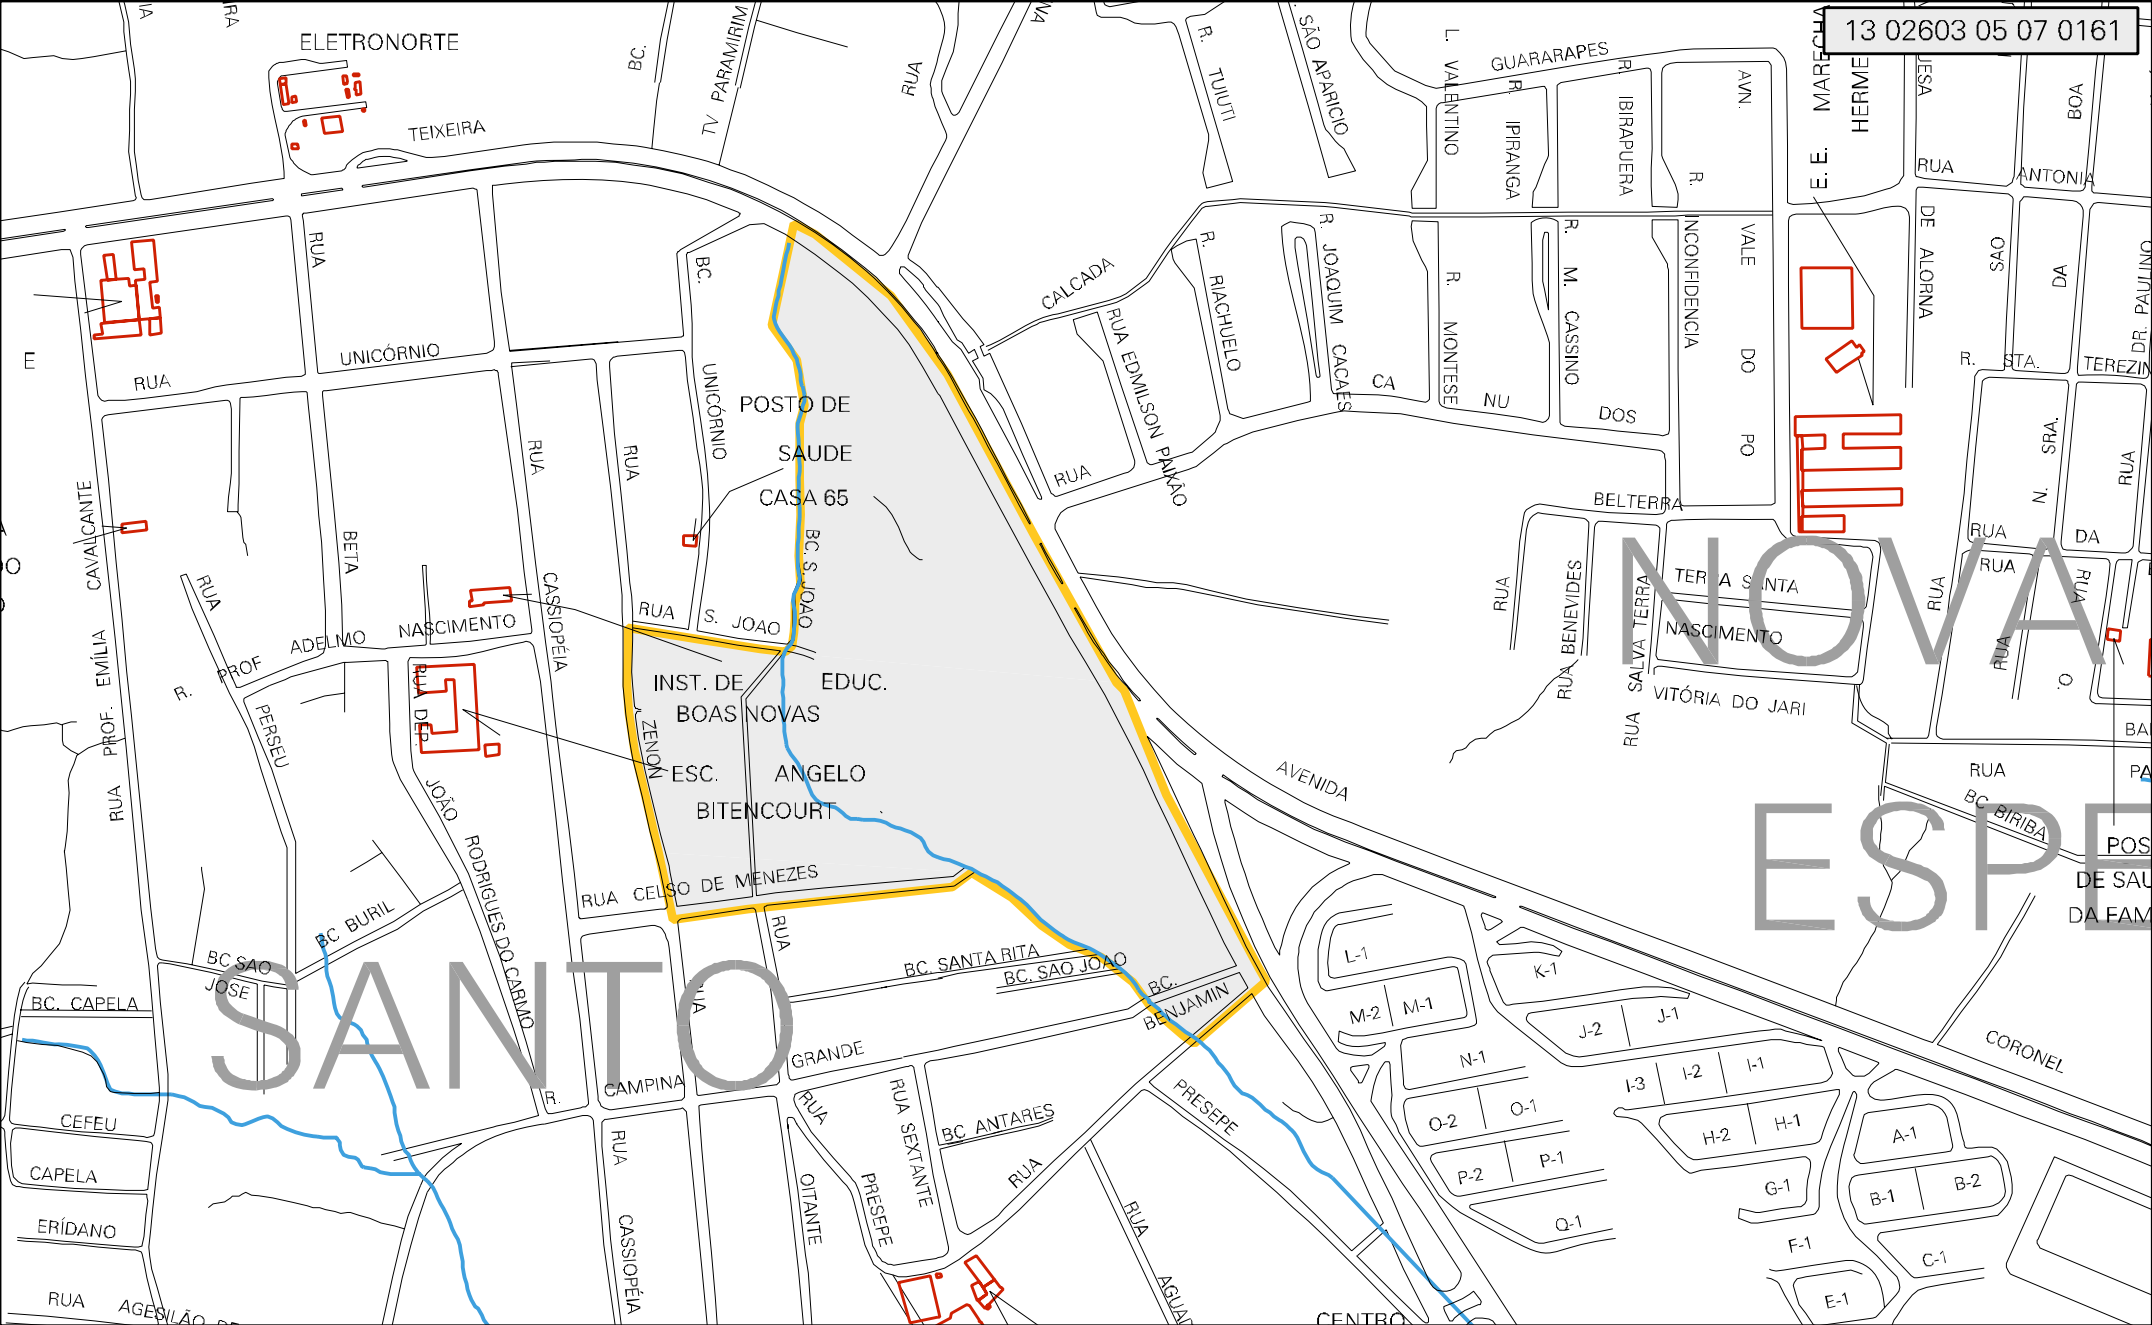 13 02603 05 07 0161
ELETRONORTE
TEIXEIRA
BC.
TV PARAMIRIM
RUA
R. TUIUTI
R. SÃO APARICIO
L. VALENTINO
GUARARAPES
R. IPIRANGA
R. IBIRAPUERA
AVN.
VALE DO PO
R. INCONFIDENCIA
E.E. MARECHA
HERME
RUA ANTONIA
BOA
DA
SAO
DE ALORNA
DR. PAULINO
R. STA. TEREZIN
N. SRA.
RUA
RUA DA
RUA
RUA
RUA
RUA
O.
RUA
RUA UNICÓRNIO
E
BC. UNICÓRNIO
POSTO DE
SAUDE
CASA 65
BC. S. JOAO
CALCADA
RUA EDMILSON PAIXÃO
R. RIACHUELO
R. JOAQUIM CACAES
R. MONTESE
R. M. CASSINO
RUA CA NU DOS
BELTERRA
RUA
RUA BENEVIDES
RUA SALVA TERRA
TERRA SANTA
NASCIMENTO
VITÓRIA DO JARI
NOVA
ESPE
RUA PROF. EMÍLIA CAVALCANTE
BETA
RUA CASSIOPÉIA
RUA
RUA S. JOAO
RUA PERSEU
R. PROF ADELMO NASCIMENTO
RUA DEP. JOÃO RODRIGUES DO CARMO
ZENON
INST. DE EDUC.
BOAS NOVAS
ESC. ANGELO
BITENCOURT
RUA CELSO DE MENEZES
AVENIDA
CORONEL
RUA
PA
BA
BC BIRIBA
POS
DE SAU
DA FAM
BC BURIL
BC SAO
JOSE
BC. CAPELA
SANTO
RUA
RUA
BC. SANTA RITA
BC. SAO JOAO
BC. BENJAMIN
R. CAMPINA GRANDE
CEFEU
CAPELA
ERÍDANO
RUA AGESILÃO
RUA CASSIOPÉIA
OITANTE
RUA PRESEPE
RUA SEXTANTE
BC ANTARES
RUA
PRESEPE
RUA
CENTRO
L-1
K-1
M-2
M-1
J-2
J-1
N-1
I-3
I-2
I-1
O-2
O-1
H-2
H-1
A-1
P-2
P-1
G-1
B-1
B-2
Q-1
F-1
C-1
E-1